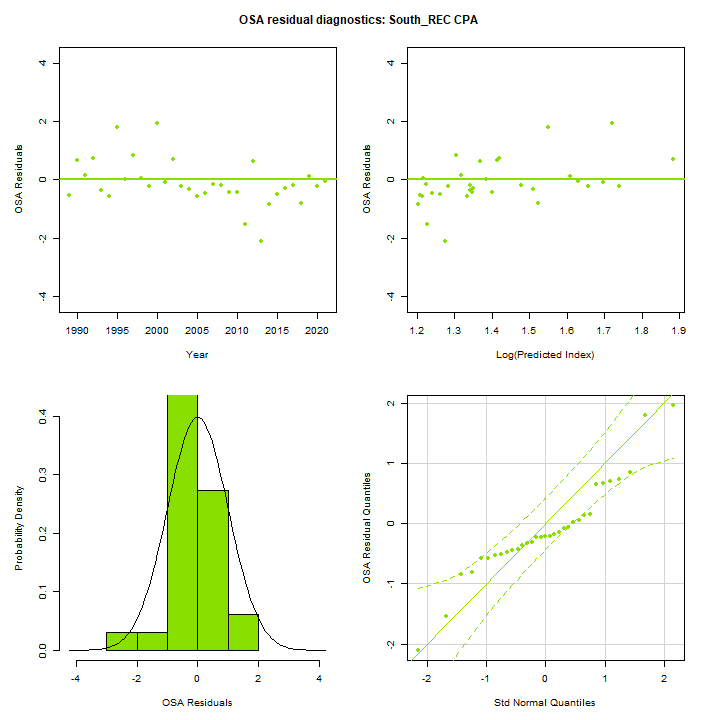 OSA residual diagnostics: South_REC CPA
OSA Residuals
4
2
0
-2
-4
1990 1995 2000 2005 2010 2015 2020
Year
OSA Residuals
4
2
0
-2
-4
1.2 1.3 1.4 1.5 1.6 1.7 1.8 1.9
Log(Predicted Index)
Probability Density
0.4
0.3
0.2
0.1
0.0
-4 -2 0 2 4
OSA Residuals
OSA Residual Quantiles
2
1
0
-1
-2
-2 -1 0 1 2
Std Normal Quantiles